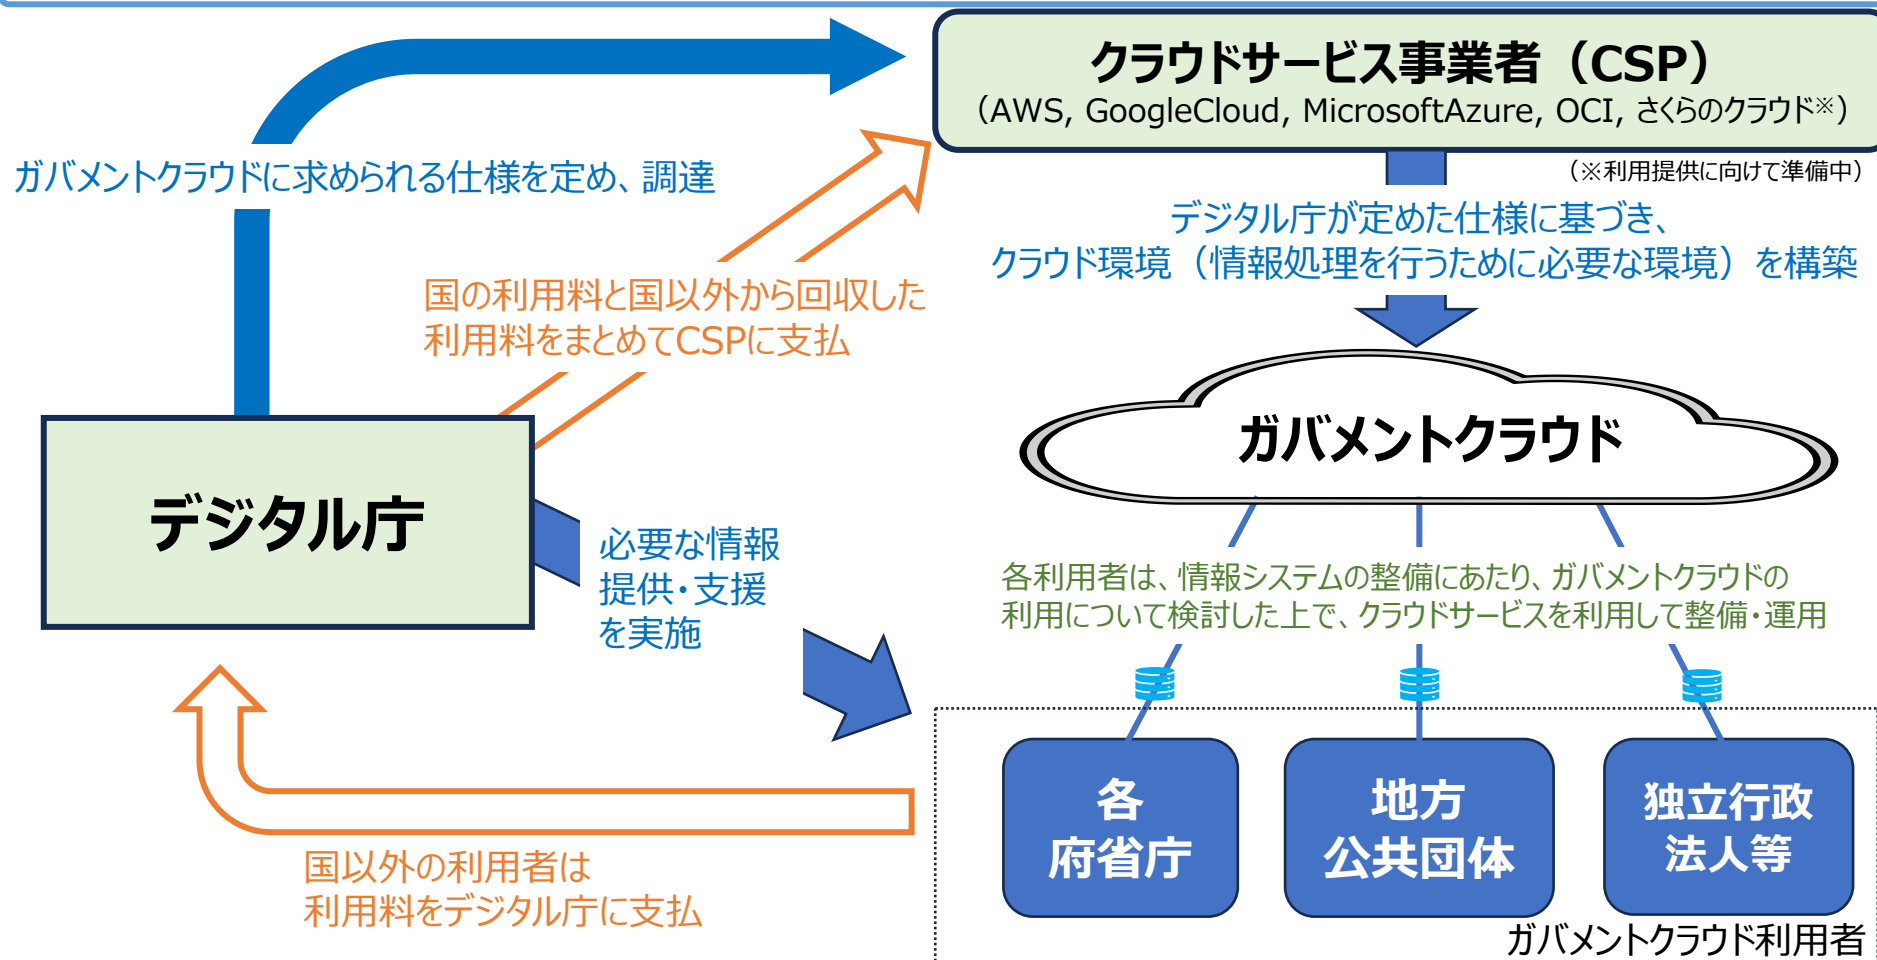 クラウドサービス事業者（CSP）
（AWS, GoogleCloud, MicrosoftAzure, OCI, さくらのクラウド※）
（※利用提供に向けて準備中）
ガバメントクラウドに求められる仕様を定め、調達
デジタル庁が定めた仕様に基づき、
クラウド環境（情報処理を行うために必要な環境）を構築
国の利用料と国以外から回収した
利用料をまとめてCSPに支払
ガバメントクラウド
デジタル庁
必要な情報
提供・支援
を実施
各利用者は、情報システムの整備にあたり、ガバメントクラウドの
利用について検討した上で、クラウドサービスを利用して整備・運用
各
府省庁
地方
公共団体
独立行政
法人等
国以外の利用者は
利用料をデジタル庁に支払
ガバメントクラウド利用者